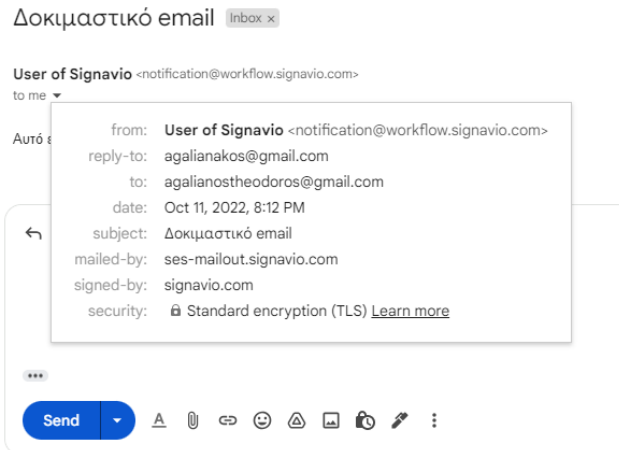 Δοκιμαστικό email Inbox ×
User of Signavio <notification@workflow.signavio.com>
to me
Αυτό
from: User of Signavio <notification@workflow.signavio.com>
reply-to: agalianakos@gmail.com
to: agalianostheodoros@gmail.com
date: Oct 11, 2022, 8:12 PM
subject: Δοκιμαστικό email
mailed-by: ses-mailout.signavio.com
signed-by: signavio.com
security: Standard encryption (TLS) Learn more
Send